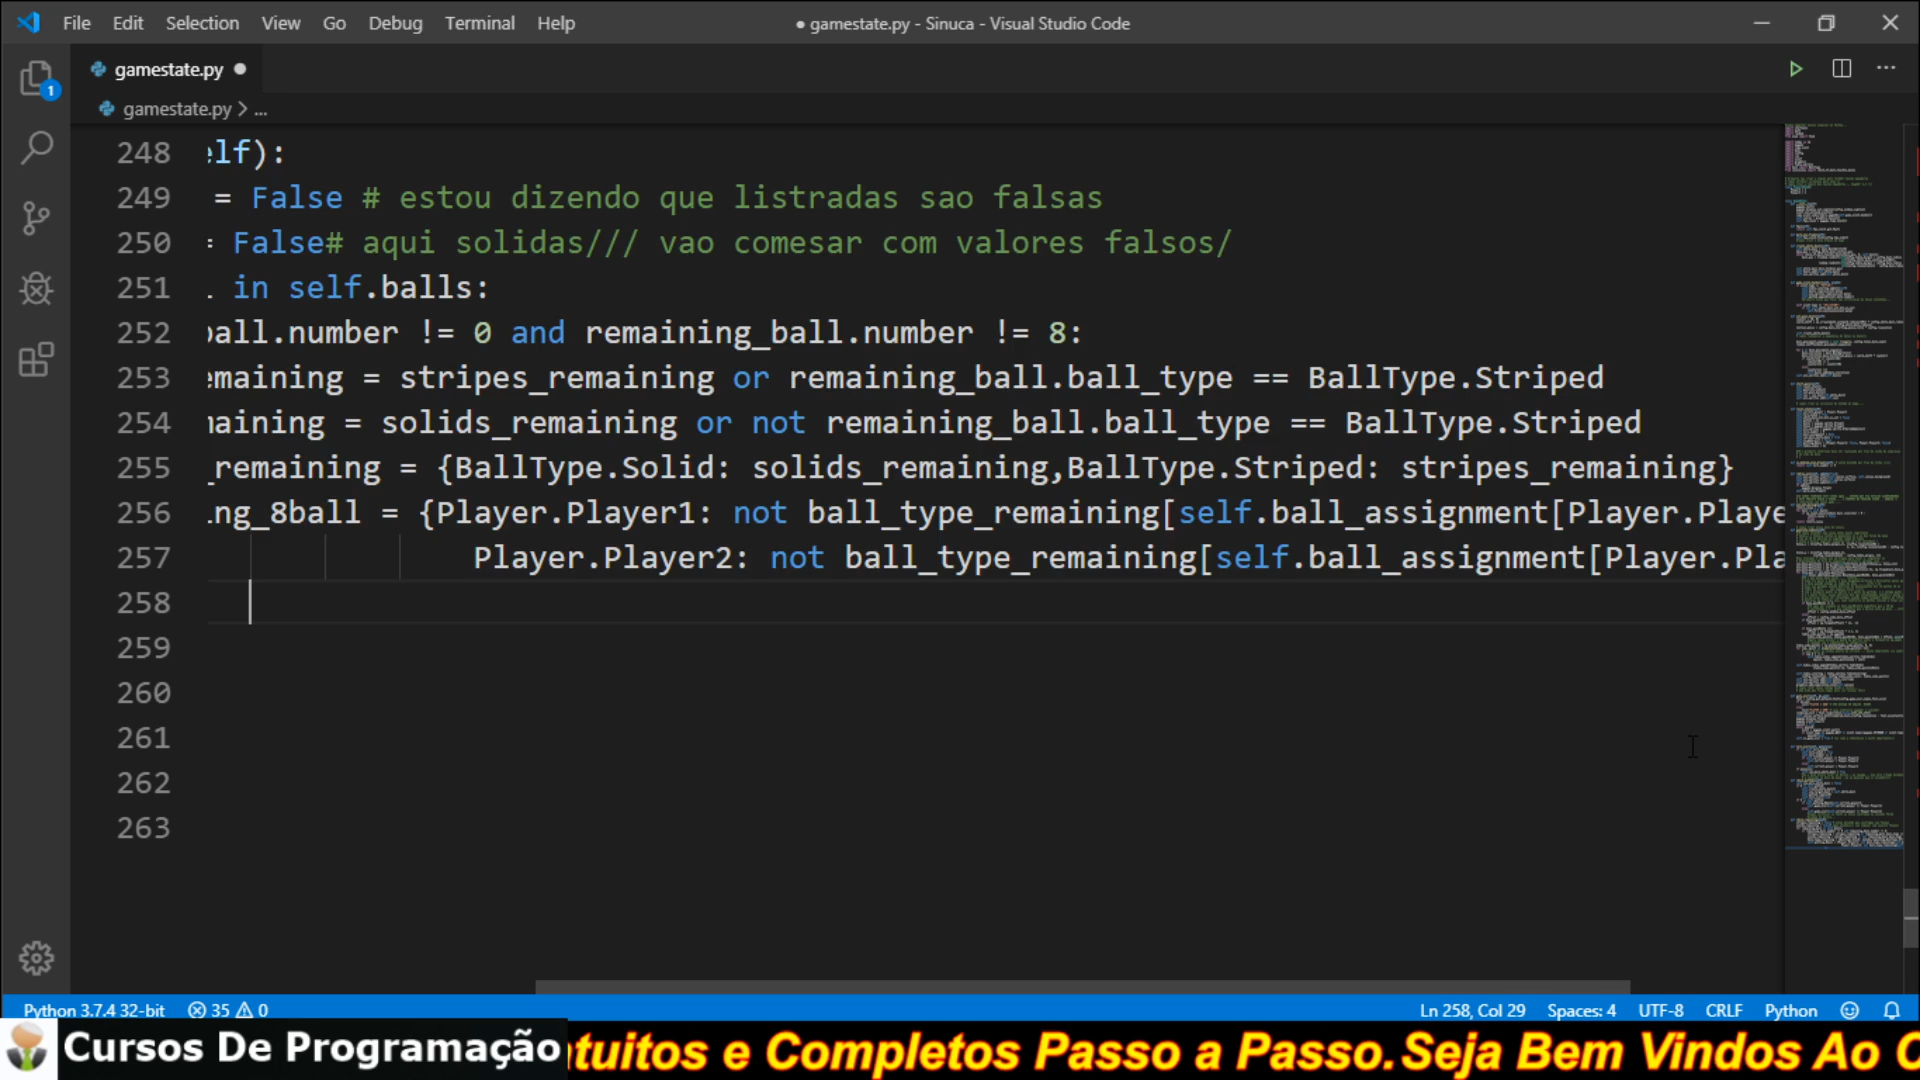 File Edit Selection View Go Debug Terminal Help
● gamestate.py - Sinuca - Visual Studio Code
gamestate.py ●
1
gamestate.py > ...
248 elf):
249 = False # estou dizendo que listradas sao falsas
250 = False# aqui solidas/// vao comesar com valores falsos/
251 . in self.balls:
252 ball.number != 0 and remaining_ball.number != 8:
253 emaining = stripes_remaining or remaining_ball.ball_type == BallType.Striped
254 maining = solids_remaining or not remaining_ball.ball_type == BallType.Striped
255 _remaining = {BallType.Solid: solids_remaining,BallType.Striped: stripes_remaining}
256 ing_8ball = {Player.Player1: not ball_type_remaining[self.ball_assignment[Player.Playe
257 Player.Player2: not ball_type_remaining[self.ball_assignment[Player.Pla
258
259
260
261
262
263
Python 3.7.4 32-bit 35 0 Ln 258, Col 29 Spaces: 4 UTF-8 CRLF Python
Cursos De Programação tuitos e Completos Passo a Passo. Seja Bem Vindos Ao